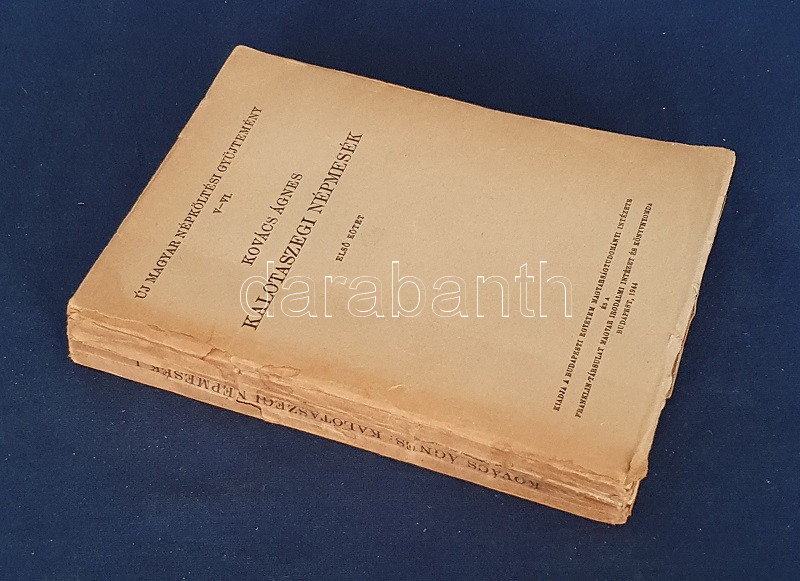 ÚJ MAGYAR NÉPKÖLTÉSI GYŰJTEMÉNY
V—VI.
KOVÁCS ÁGNES
KALOTASZEGI NÉPMESÉK
ELSŐ KÖTET
KIADJA A BUDAPESTI EGYETEM MAGYARSÁGTUDOMÁNYI INTÉZETE
ÉS A
FRANKLIN-TÁRSULAT MAGYAR IRODALMI INTÉZET ÉS KÖNYVNYOMDA
BUDAPEST, 1944
KOVÁCS ÁGNES: KALOTASZEGI NÉPMESÉK I
darabanth